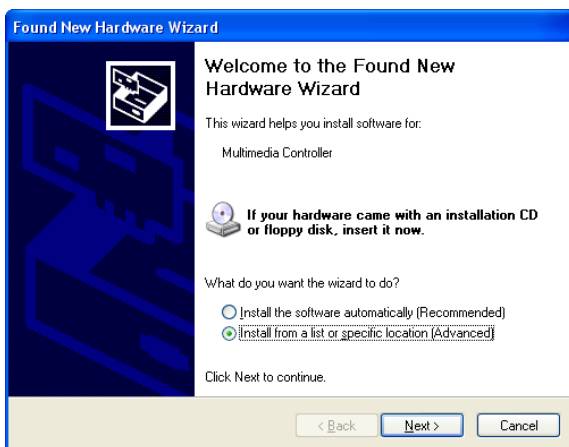 Found New Hardware Wizard
Welcome to the Found New
Hardware Wizard
This wizard helps you install software for:
Multimedia Controller
If your hardware came with an installation CD
or floppy disk, insert it now.
What do you want the wizard to do?
Install the software automatically (Recommended)
Install from a list or specific location (Advanced)
Click Next to continue.
< Back Next > Cancel